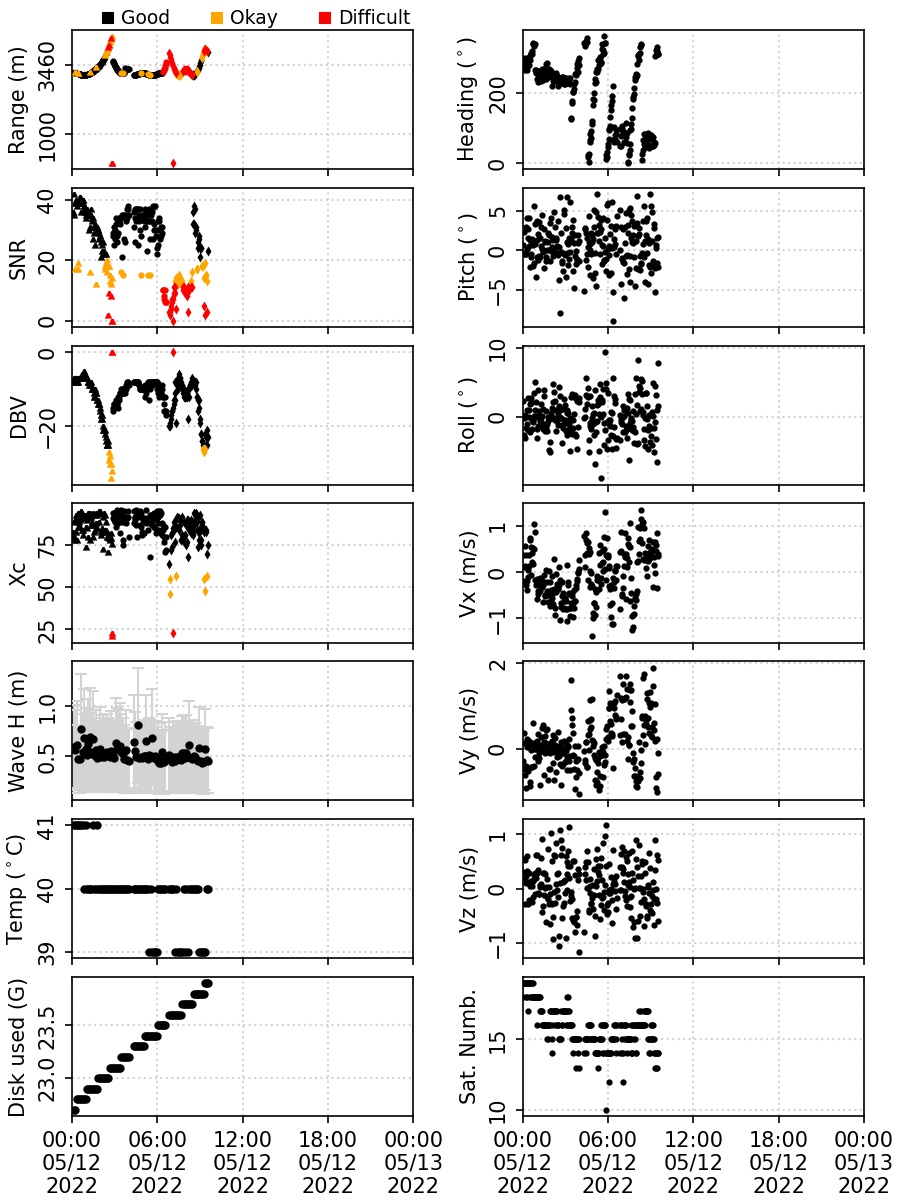 Good Okay Difficult
Range (m)
3460
1000
Heading (°)
200
0
SNR
40
20
0
Pitch (°)
5
0
−5
DBV
0
−20
Roll (°)
10
0
Xc
75
50
25
Vx (m/s)
1
0
−1
Wave H (m)
1.0
0.5
Vy (m/s)
2
0
Temp (°C)
41
40
39
Vz (m/s)
1
0
−1
Disk used (G)
23.5
23.0
Sat. Numb.
15
10
00:00 06:00 12:00 18:00 00:00
05/12 05/12 05/12 05/12 05/13
2022 2022 2022 2022 2022
00:00 06:00 12:00 18:00 00:00
05/12 05/12 05/12 05/12 05/13
2022 2022 2022 2022 2022